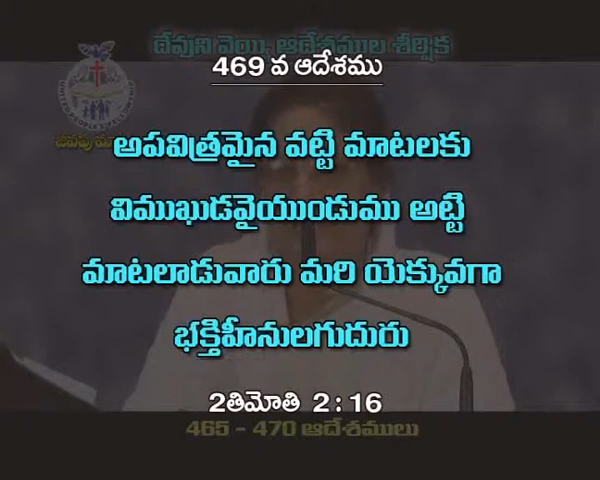 దేవుని వెయ్యి ఆదేశముల శీర్షిక
469 వ ఆదేశము
అపవిత్రమైన వట్టి మాటలకు
విముఖుడవైయుండుము అట్టి
మాటలాడువారు మరి యెక్కువగా
భక్తిహీనులగుదురు
2తిమోతి 2 : 16
465 - 470 ఆదేశములు